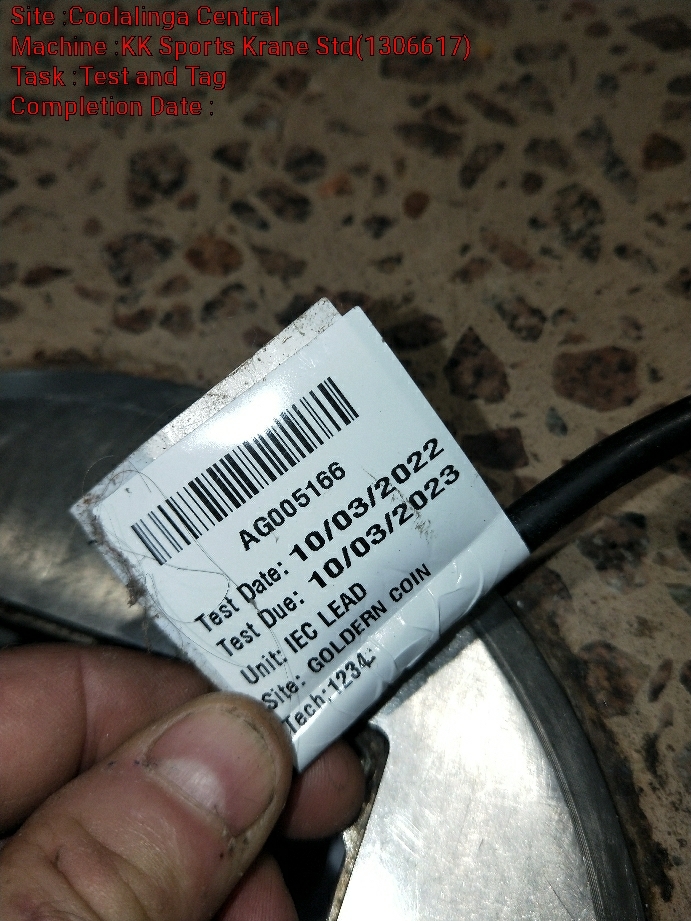 Site :Coolalinga Central
Machine :KK Sports Krane Std(1306617)
Task :Test and Tag
Completion Date :
AG005166
Test Date: 10/03/2022
Test Due: 10/03/2023
Unit: IEC LEAD
Site: GOLDERN COIN
Tech:1234: